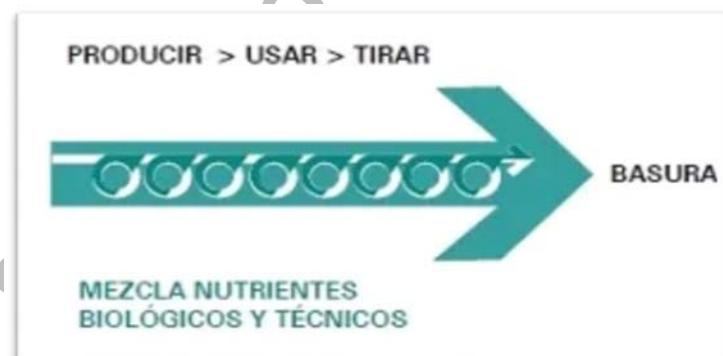 PRODUCIR > USAR > TIRAR
BASURA
MEZCLA NUTRIENTES
BIOLÓGICOS Y TÉCNICOS